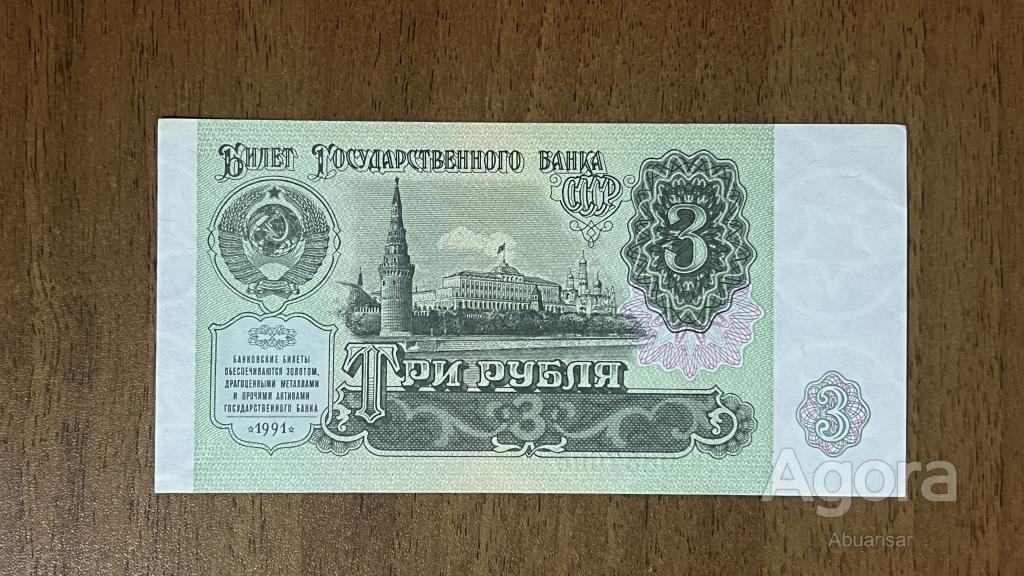 Билет Государственного Банка
СССР
3
Три рубля
3
БАНКОВСКИЕ БИЛЕТЫ
ОБЕСПЕЧИВАЮТСЯ ЗОЛОТОМ,
ДРАГОЦЕННЫМИ МЕТАЛЛАМИ
И ПРОЧИМИ АКТИВАМИ
ГОСУДАРСТВЕННОГО БАНКА
☆1991☆
3
3
Agora
Abuansar